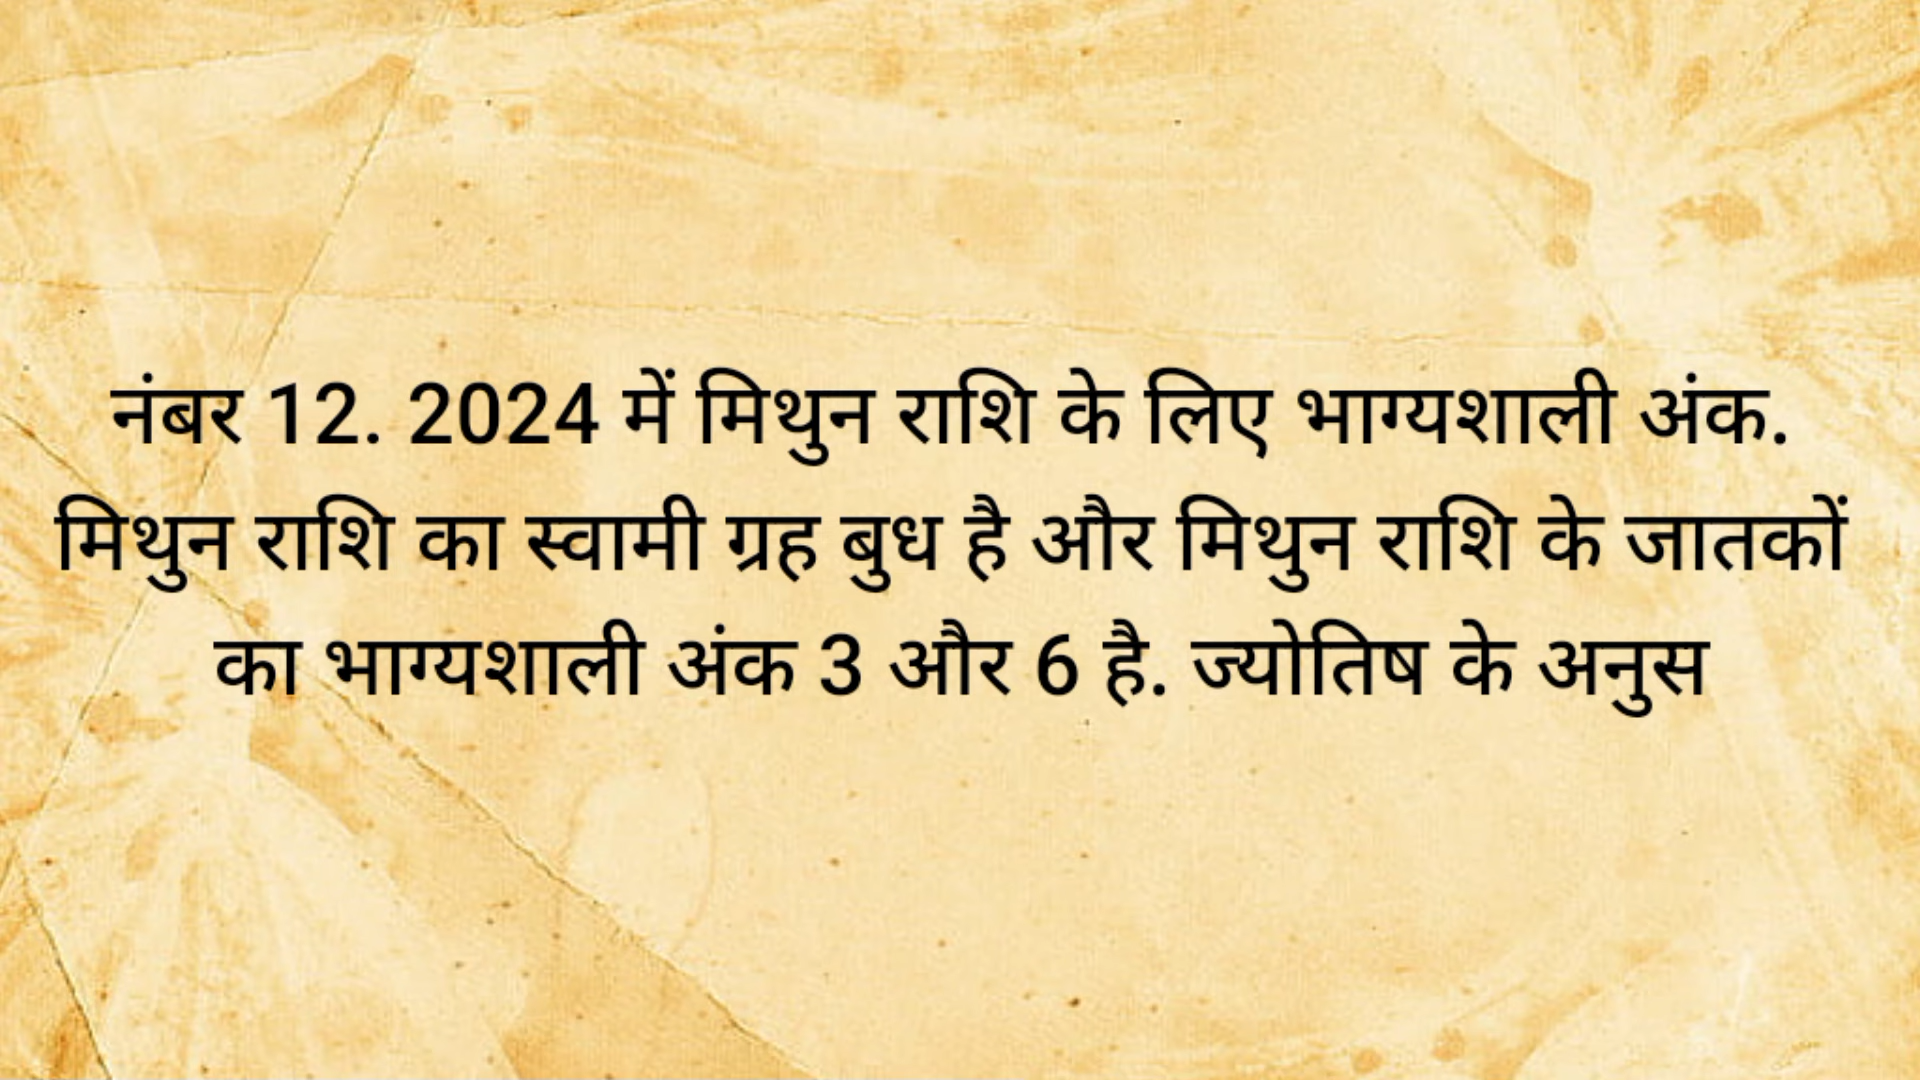 नंबर 12. 2024 में मिथुन राशि के लिए भाग्यशाली अंक.
मिथुन राशि का स्वामी ग्रह बुध है और मिथुन राशि के जातकों
का भाग्यशाली अंक 3 और 6 है. ज्योतिष के अनुस